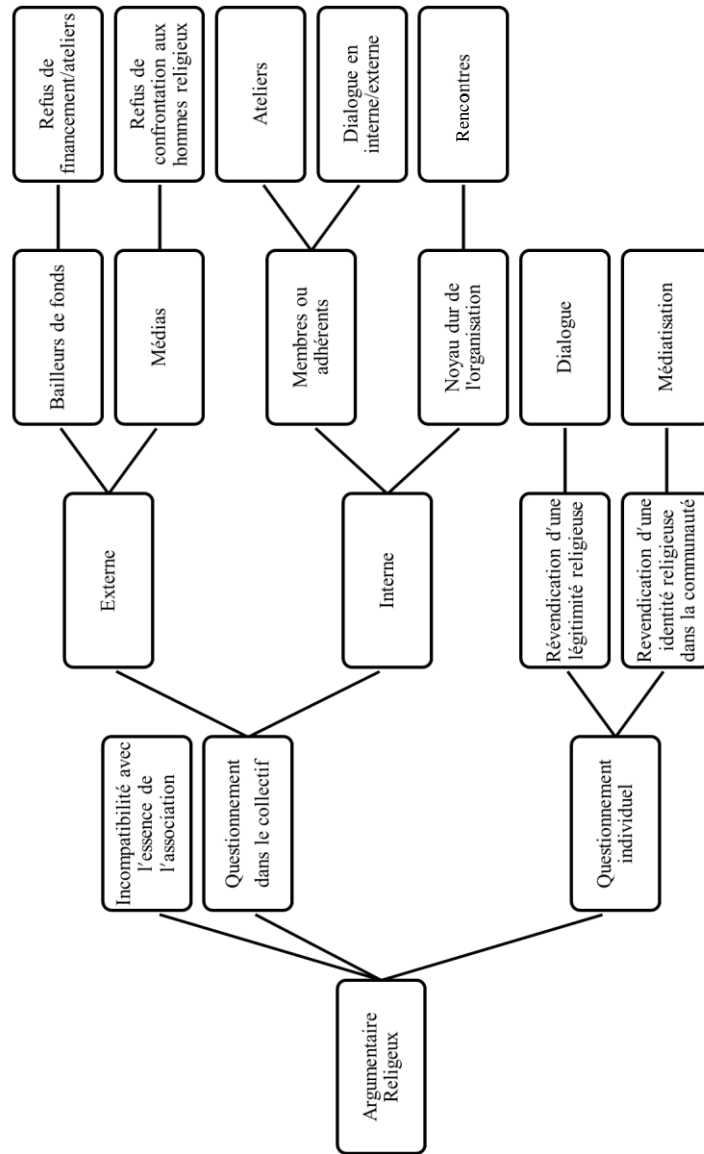 Argumentaire
Religeux
Incompatibilité avec
l'essence de
l'association
Questionnement
dans le collectif
Questionnement
individuel
Externe
Interne
Révendication d'une
légitimité religieuse
Revendication d'une
identité religieuse
dans la communauté
Bailleurs de fonds
Médias
Membres ou
adhérents
Noyau dur de
l'organisation
Dialogue
Médiatisation
Refus de
financement/ateliers
Refus de
confrontation aux
hommes religieux
Ateliers
Dialogue en
interne/externe
Rencontres